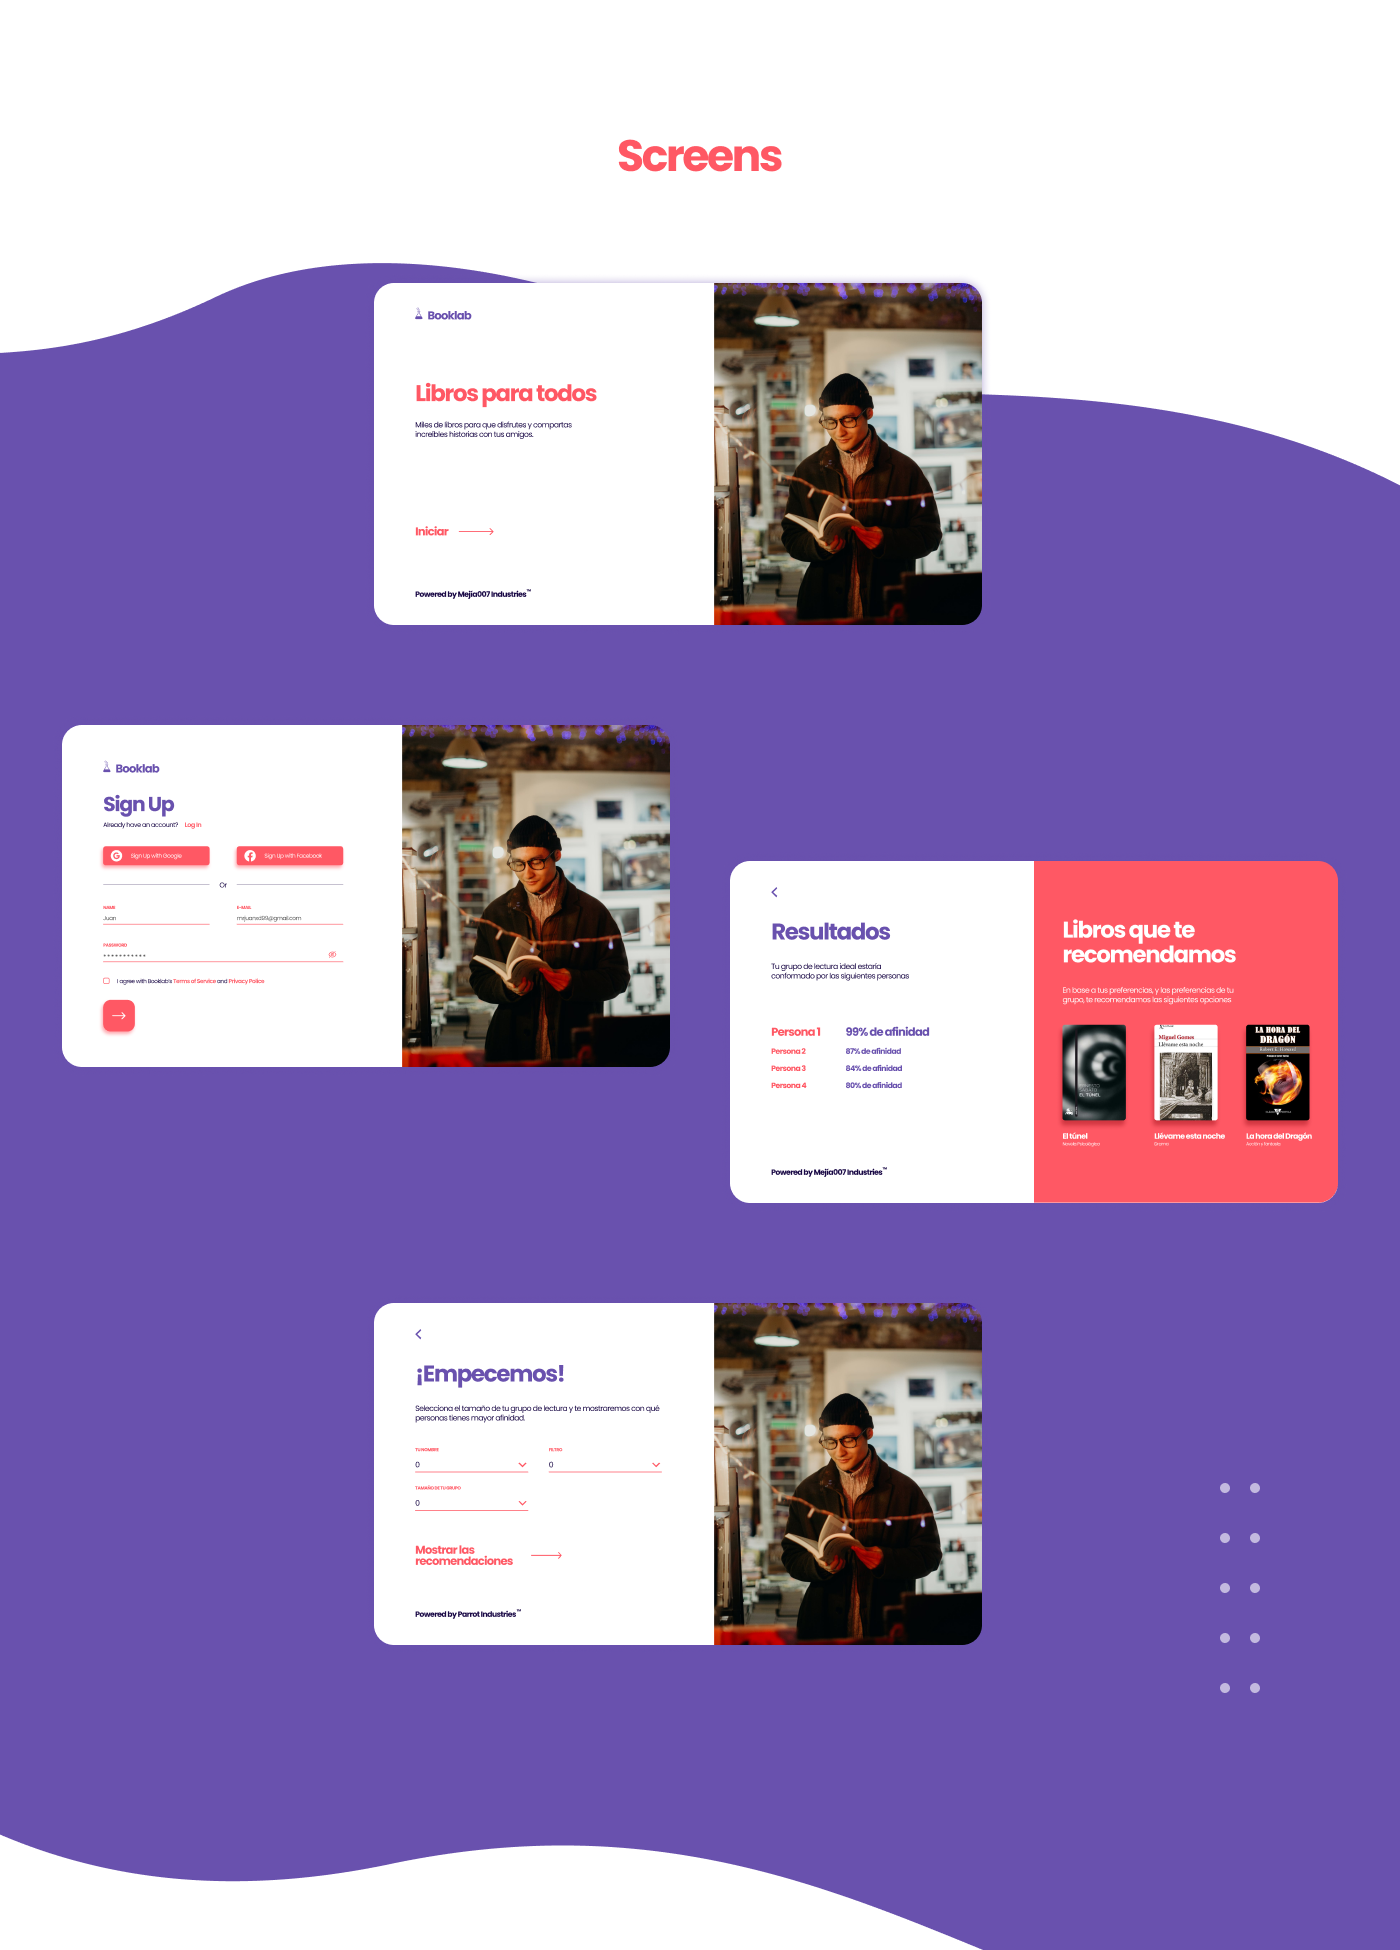 Screens
Booklab
Libros para todos
Miles de libros para que disfrutes y compartas
increíbles historias con tus amigos.
Iniciar
Powered by Mejia007 Industries™
Booklab
Sign Up
Already have an account? Log In
Sign Up with Google
Sign Up with Facebook
Or
NAME
E-MAIL
Juan
mrjuanxd99@gmail.com
PASSWORD
***********
I agree with Booklab's Terms of Service and Privacy Police
Resultados
Tu grupo de lectura ideal estaria
conformado por las siguientes personas
Persona 1 99% de afinidad
Persona 2 87% de afinidad
Persona 3 84% de afinidad
Persona 4 80% de afinidad
Powered by Mejia007 Industries™
Libros que te
recomendamos
En base a tus preferencias, y las preferencias de tu
grupo, te recomendamos las siguientes opciones
EL TÚNEL
Miguel Gomes
Llévame esta noche
LA HORA DEL
DRAGÓN
Robert E. Howard
El túnel
Novela Psicológica
Llévame esta noche
Drama
La hora del Dragón
Acción y fantasía
¡Empecemos!
Selecciona el tamaño de tu grupo de lectura y te mostraremos con qué
personas tienes mayor afinidad.
TU NOMBRE
FILTRO
0
0
TAMAÑO DE TU GRUPO
0
Mostrar las
recomendaciones
Powered by Parrot Industries™